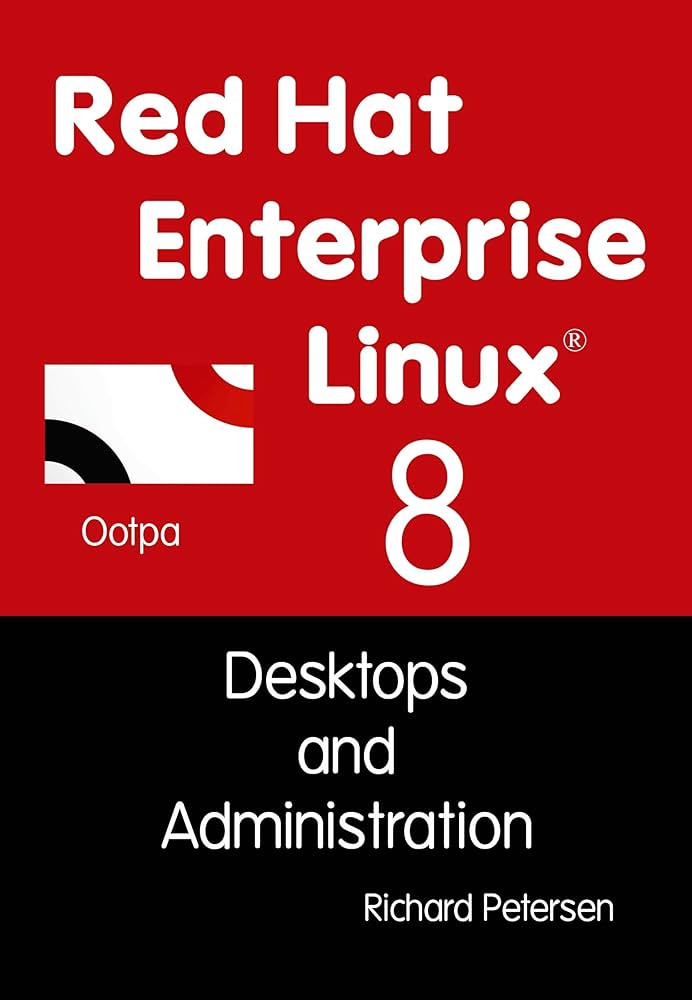 Red Hat
Enterprise
Linux®
8
Ootpa
Desktops
and
Administration
Richard Petersen